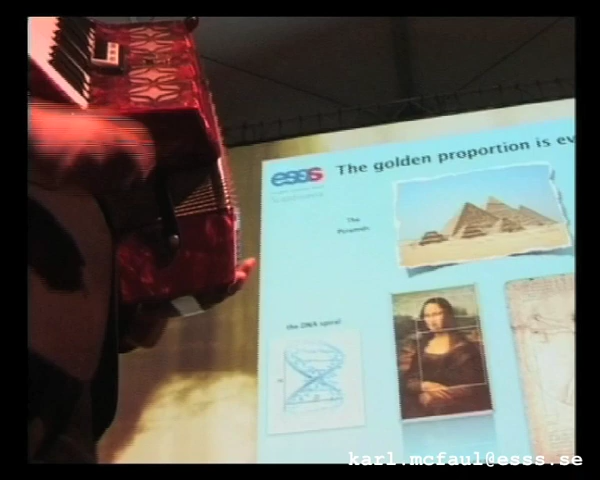 esss
The golden proportion is ev
The
Pyramids
the DNA spiral
karl.mcfaul@esss.se